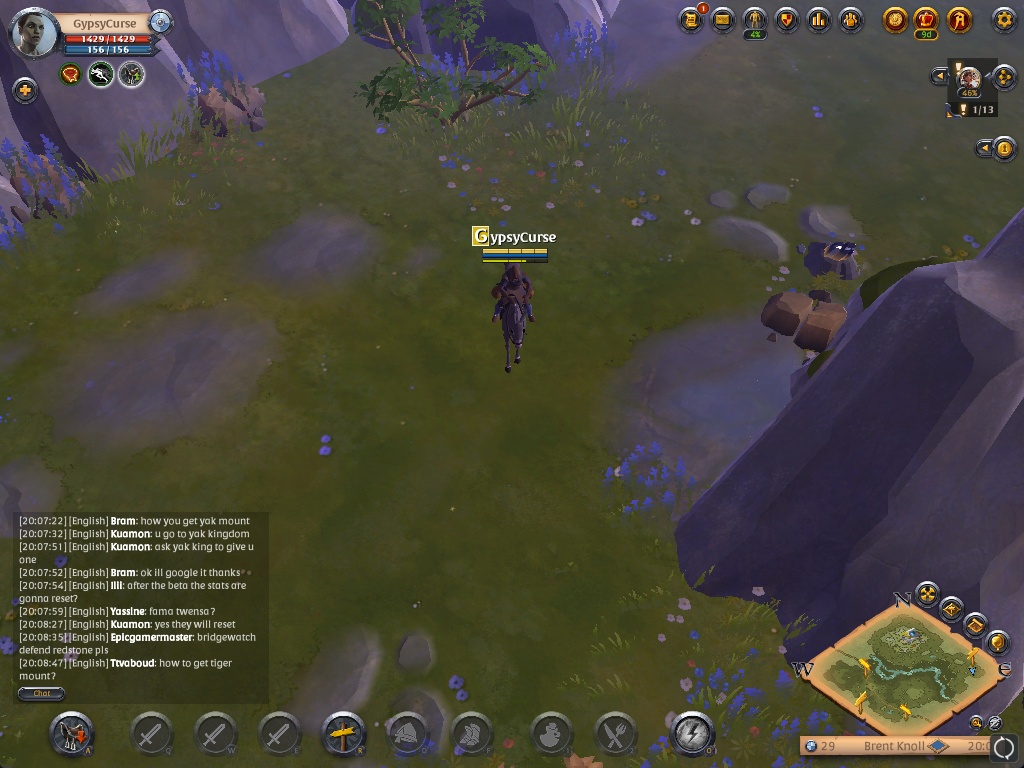 GypsyCurse
1429 / 1429
156 / 156
1
4%
9d
46%
1/13
GypsyCurse
[20:07:22] [English] Bram: how you get yak mount
[20:07:32] [English] Kuamon: u go to yak kingdom
[20:07:51] [English] Kuamon: ask yak king to give u
one
[20:07:52] [English] Bram: ok ill google it thanks
[20:07:54] [English] Illl: after the beta the stats are
gonna reset?
[20:07:59] [English] Yassine: fama twensa?
[20:08:27] [English] Kuamon: yes they will reset
[20:08:35] [English] Epicgamermaster: bridgewatch
defend redstone pls
[20:08:47] [English] Ttvaboud: how to get tiger
mount?
Chat
N
W
E
A
Q
W
E
R
D
F
O
29
Brent Knoll